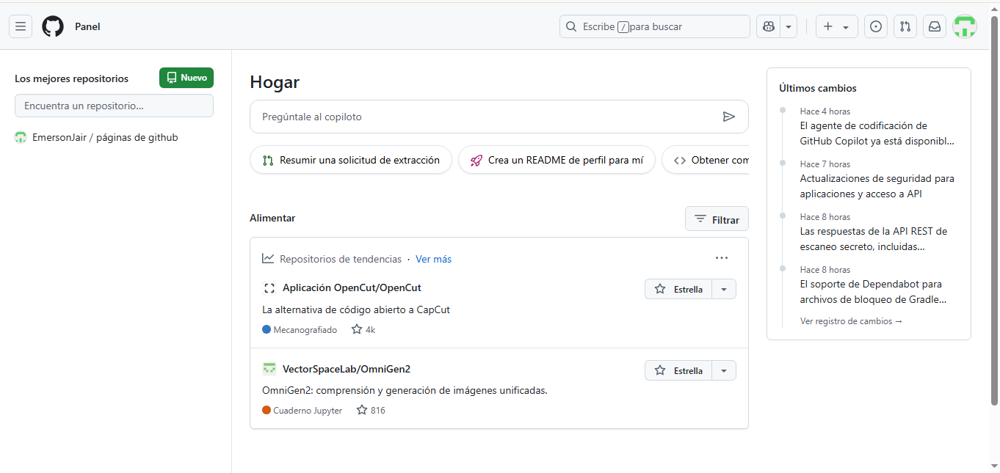 Panel
Escribe / para buscar
Los mejores repositorios
Nuevo
Encuentra un repositorio...
EmersonJair / páginas de github
Hogar
Pregúntale al copiloto
Resumir una solicitud de extracción
Crea un README de perfil para mí
Obtener com
Alimentar
Filtrar
Repositorios de tendencias · Ver más
Aplicación OpenCut/OpenCut
Estrella
La alternativa de código abierto a CapCut
Mecanografiado 4k
VectorSpaceLab/OmniGen2
Estrella
OmniGen2: comprensión y generación de imágenes unificadas.
Cuaderno Jupyter 816
Últimos cambios
Hace 4 horas
El agente de codificación de
GitHub Copilot ya está disponibl...
Hace 7 horas
Actualizaciones de seguridad para
aplicaciones y acceso a API
Hace 8 horas
Las respuestas de la API REST de
escaneo secreto, incluidas...
Hace 8 horas
El soporte de Dependabot para
archivos de bloqueo de Gradle...
Ver registro de cambios →